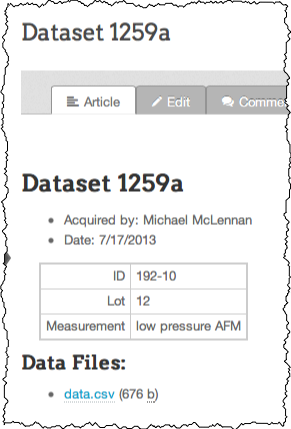 Dataset 1259a
Article Edit Comme
Dataset 1259a
• Acquired by: Michael McLennan
• Date: 7/17/2013
ID 192-10
Lot 12
Measurement low pressure AFM
Data Files:
• data.csv (676 b)